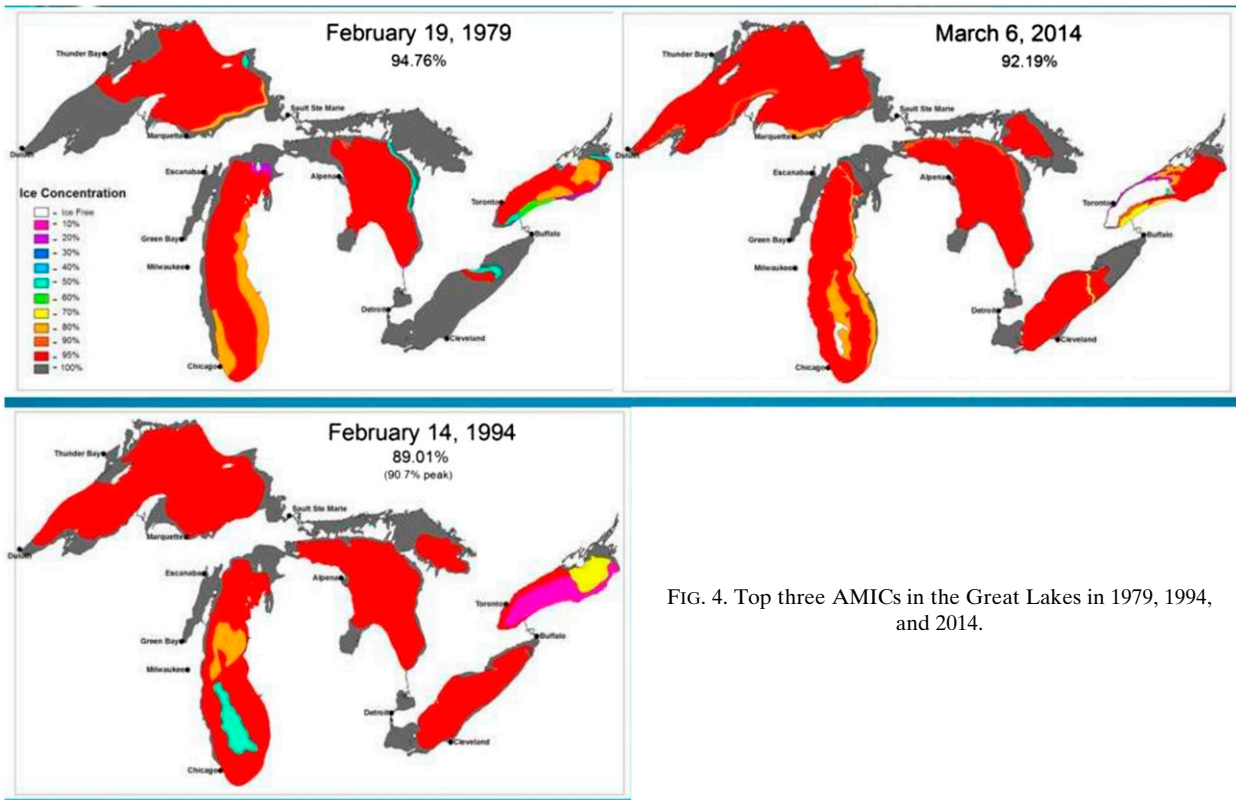 February 19, 1979
94.76%
Thunder Bay
Sault Ste Marie
Duluth
Marquette
Escanaba
Alpena
Ice Concentration
Ice Free
10%
20%
30%
40%
50%
60%
70%
80%
90%
95%
100%
Toronto
Green Bay
Buffalo
Milwaukee
Detroit
Cleveland
Chicago
March 6, 2014
92.19%
Thunder Bay
Sault Ste Marie
Duluth
Marquette
Escanaba
Alpena
Toronto
Green Bay
Buffalo
Milwaukee
Detroit
Cleveland
Chicago
February 14, 1994
89.01%
(90.7% peak)
Thunder Bay
Sault Ste Marie
Duluth
Marquette
Escanaba
Alpena
Toronto
Green Bay
Buffalo
Milwaukee
Detroit
Cleveland
Chicago
FIG. 4. Top three AMICs in the Great Lakes in 1979, 1994,
and 2014.